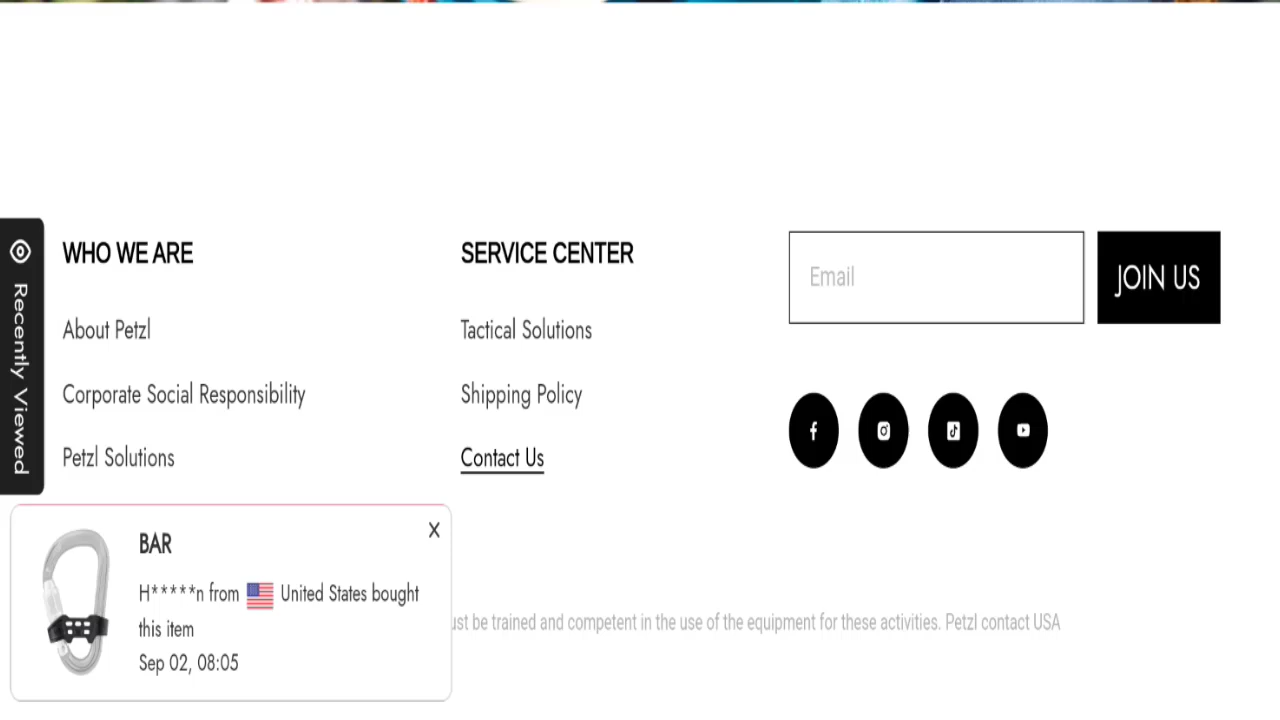 Recently Viewed
WHO WE ARE
About Petzl
Corporate Social Responsibility
Petzl Solutions
SERVICE CENTER
Tactical Solutions
Shipping Policy
Contact Us
Email
JOIN US
BAR
X
H*****n from United States bought
this item
Sep 02, 08:05
be trained and competent in the use of the equipment for these activities. Petzl contact USA